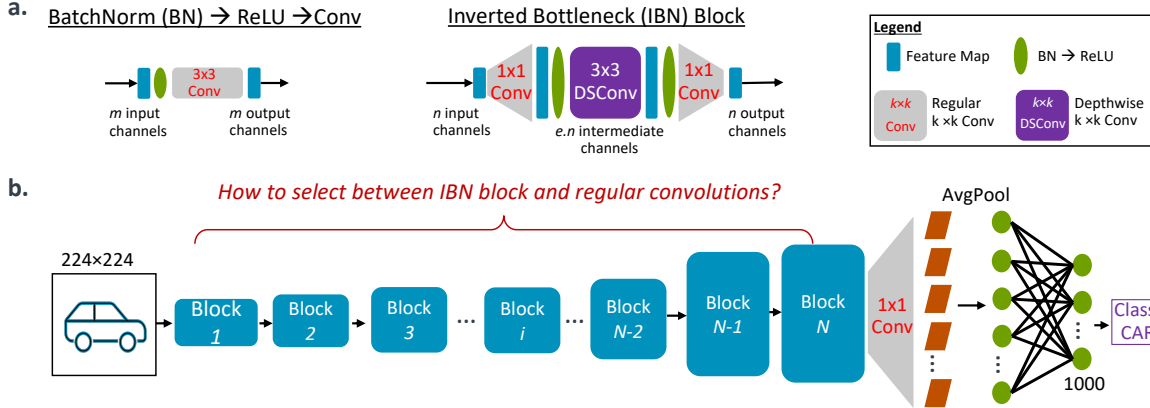 a.
BatchNorm (BN) → ReLU →Conv
3x3
Conv
m input
channels
m output
channels
Inverted Bottleneck (IBN) Block
1x1
Conv
3x3
DSConv
1x1
Conv
n input
channels
e.n intermediate
channels
n output
channels
Legend
Feature Map
BN → ReLU
k×k
Conv
Regular
k ×k Conv
k×k
DSConv
Depthwise
k ×k Conv
b.
How to select between IBN block and regular convolutions?
224×224
Block
1
Block
2
Block
3
...
Block
i
...
Block
N-2
Block
N-1
Block
N
1x1
Conv
AvgPool
1000
Class
CAR